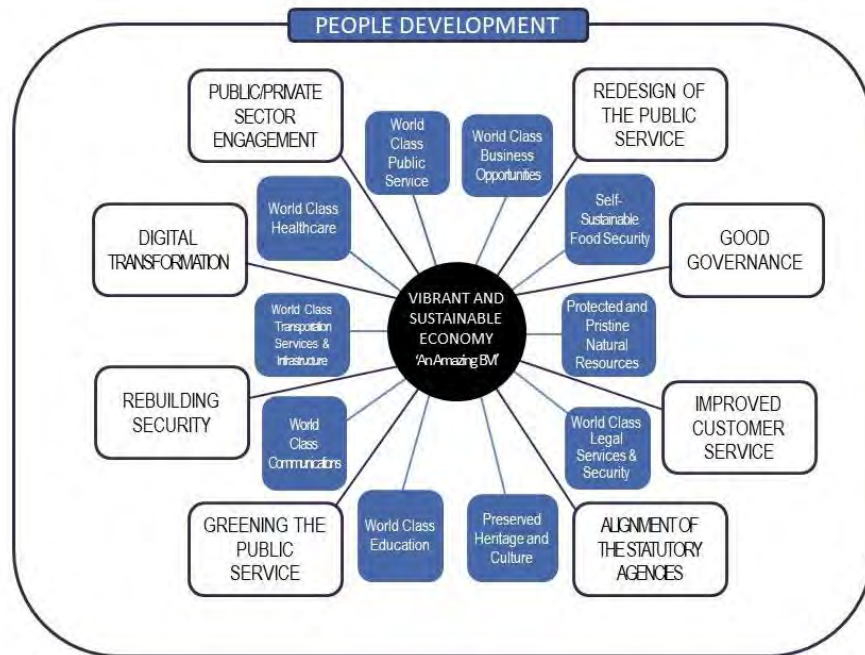 PEOPLE DEVELOPMENT
PUBLIC/PRIVATE
SECTOR
ENGAGEMENT
World
Class
Public
Service
World Class
Business
Opportunities
REDESIGN OF
THE PUBLIC
SERVICE
World Class
Healthcare
Self-
Sustainable
Food Security
DIGITAL
TRANSFORMATION
GOOD
GOVERNANCE
World Class
Transportation
Services &
Infrastructure
VIBRANT AND
SUSTAINABLE
ECONOMY
'An Amazing BVI'
Protected and
Pristine
Natural
Resources
REBUILDING
SECURITY
World
Class
Communications
World Class
Legal
Services &
Security
IMPROVED
CUSTOMER
SERVICE
GREENING THE
PUBLIC
SERVICE
World Class
Education
Preserved
Heritage and
Culture
ALIGNMENT OF
THE STATUTORY
AGENCIES